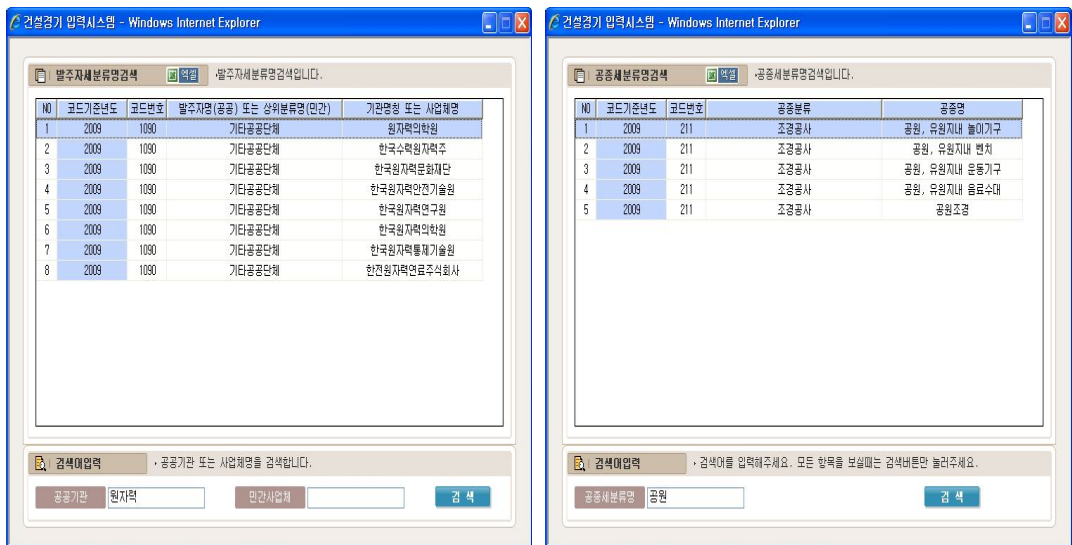 건설경기 입력시스템 - Windows Internet Explorer
발주자세분류명검색 엑셀 ·발주자세분류명검색입니다.
N0 코드기준년도 코드번호 발주자명(공공) 또는 상위분류명(민간) 기관명칭 또는 사업체명
1 2009 1090 기타공공단체 원자력의학원
2 2009 1090 기타공공단체 한국수력원자력주
3 2009 1090 기타공공단체 한국원자력문화재단
4 2009 1090 기타공공단체 한국원자력안전기술원
5 2009 1090 기타공공단체 한국원자력연구원
6 2009 1090 기타공공단체 한국원자력의학원
7 2009 1090 기타공공단체 한국원자력통제기술원
8 2009 1090 기타공공단체 한전원자력연료주식회사
검색어입력 · 공공기관 또는 사업체명을 검색합니다.
공공기관 원자력 민간사업체 검 색
건설경기 입력시스템 - Windows Internet Explorer
공종세분류명검색 엑셀 ·공종세분류명검색입니다.
N0 코드기준년도 코드번호 공종분류 공종명
1 2009 211 조경공사 공원, 유원지내 놀이기구
2 2009 211 조경공사 공원, 유원지내 벤치
3 2009 211 조경공사 공원, 유원지내 운동기구
4 2009 211 조경공사 공원, 유원지내 음료수대
5 2009 211 조경공사 공원조경
검색어입력 · 검색어를 입력해주세요. 모든 항목을 보실때는 검색버튼만 눌러주세요.
공종세분류명 공원 검 색